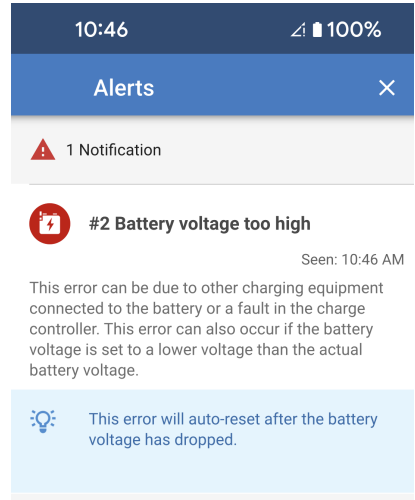 10:46 100%
Alerts
1 Notification
#2 Battery voltage too high
Seen: 10:46 AM
This error can be due to other charging equipment
connected to the battery or a fault in the charge
controller. This error can also occur if the battery
voltage is set to a lower voltage than the actual
battery voltage.
This error will auto-reset after the battery
voltage has dropped.